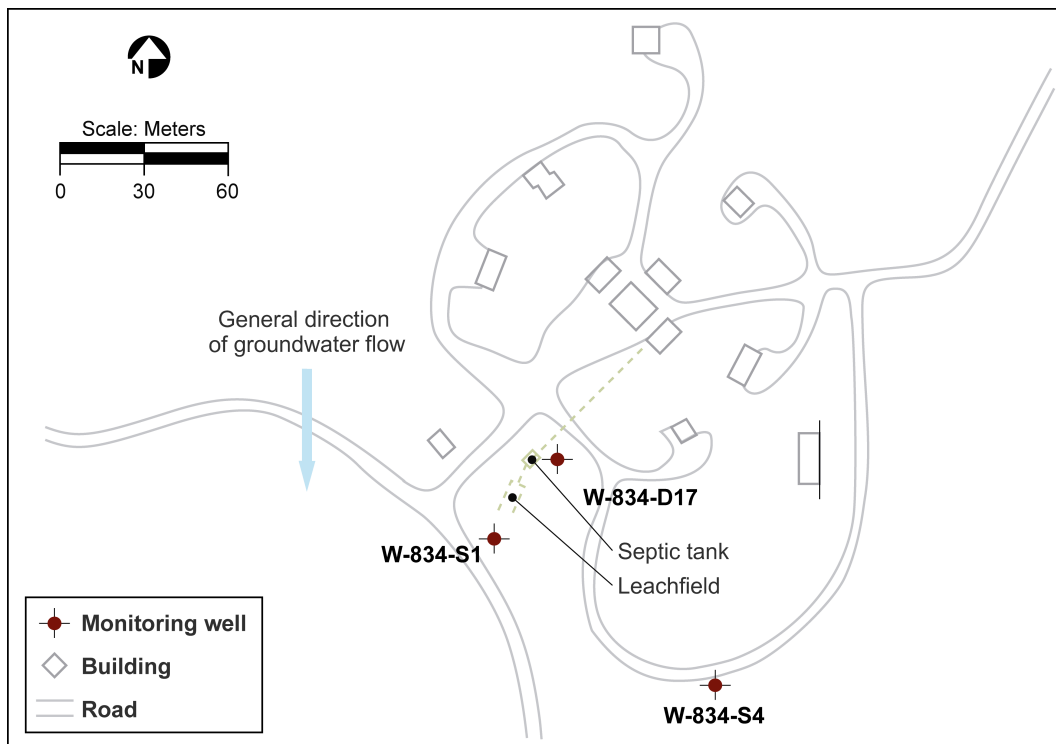 N
Scale: Meters
0 30 60
General direction
of groundwater flow
W-834-D17
W-834-S1
Septic tank
Leachfield
Monitoring well
Building
Road
W-834-S4